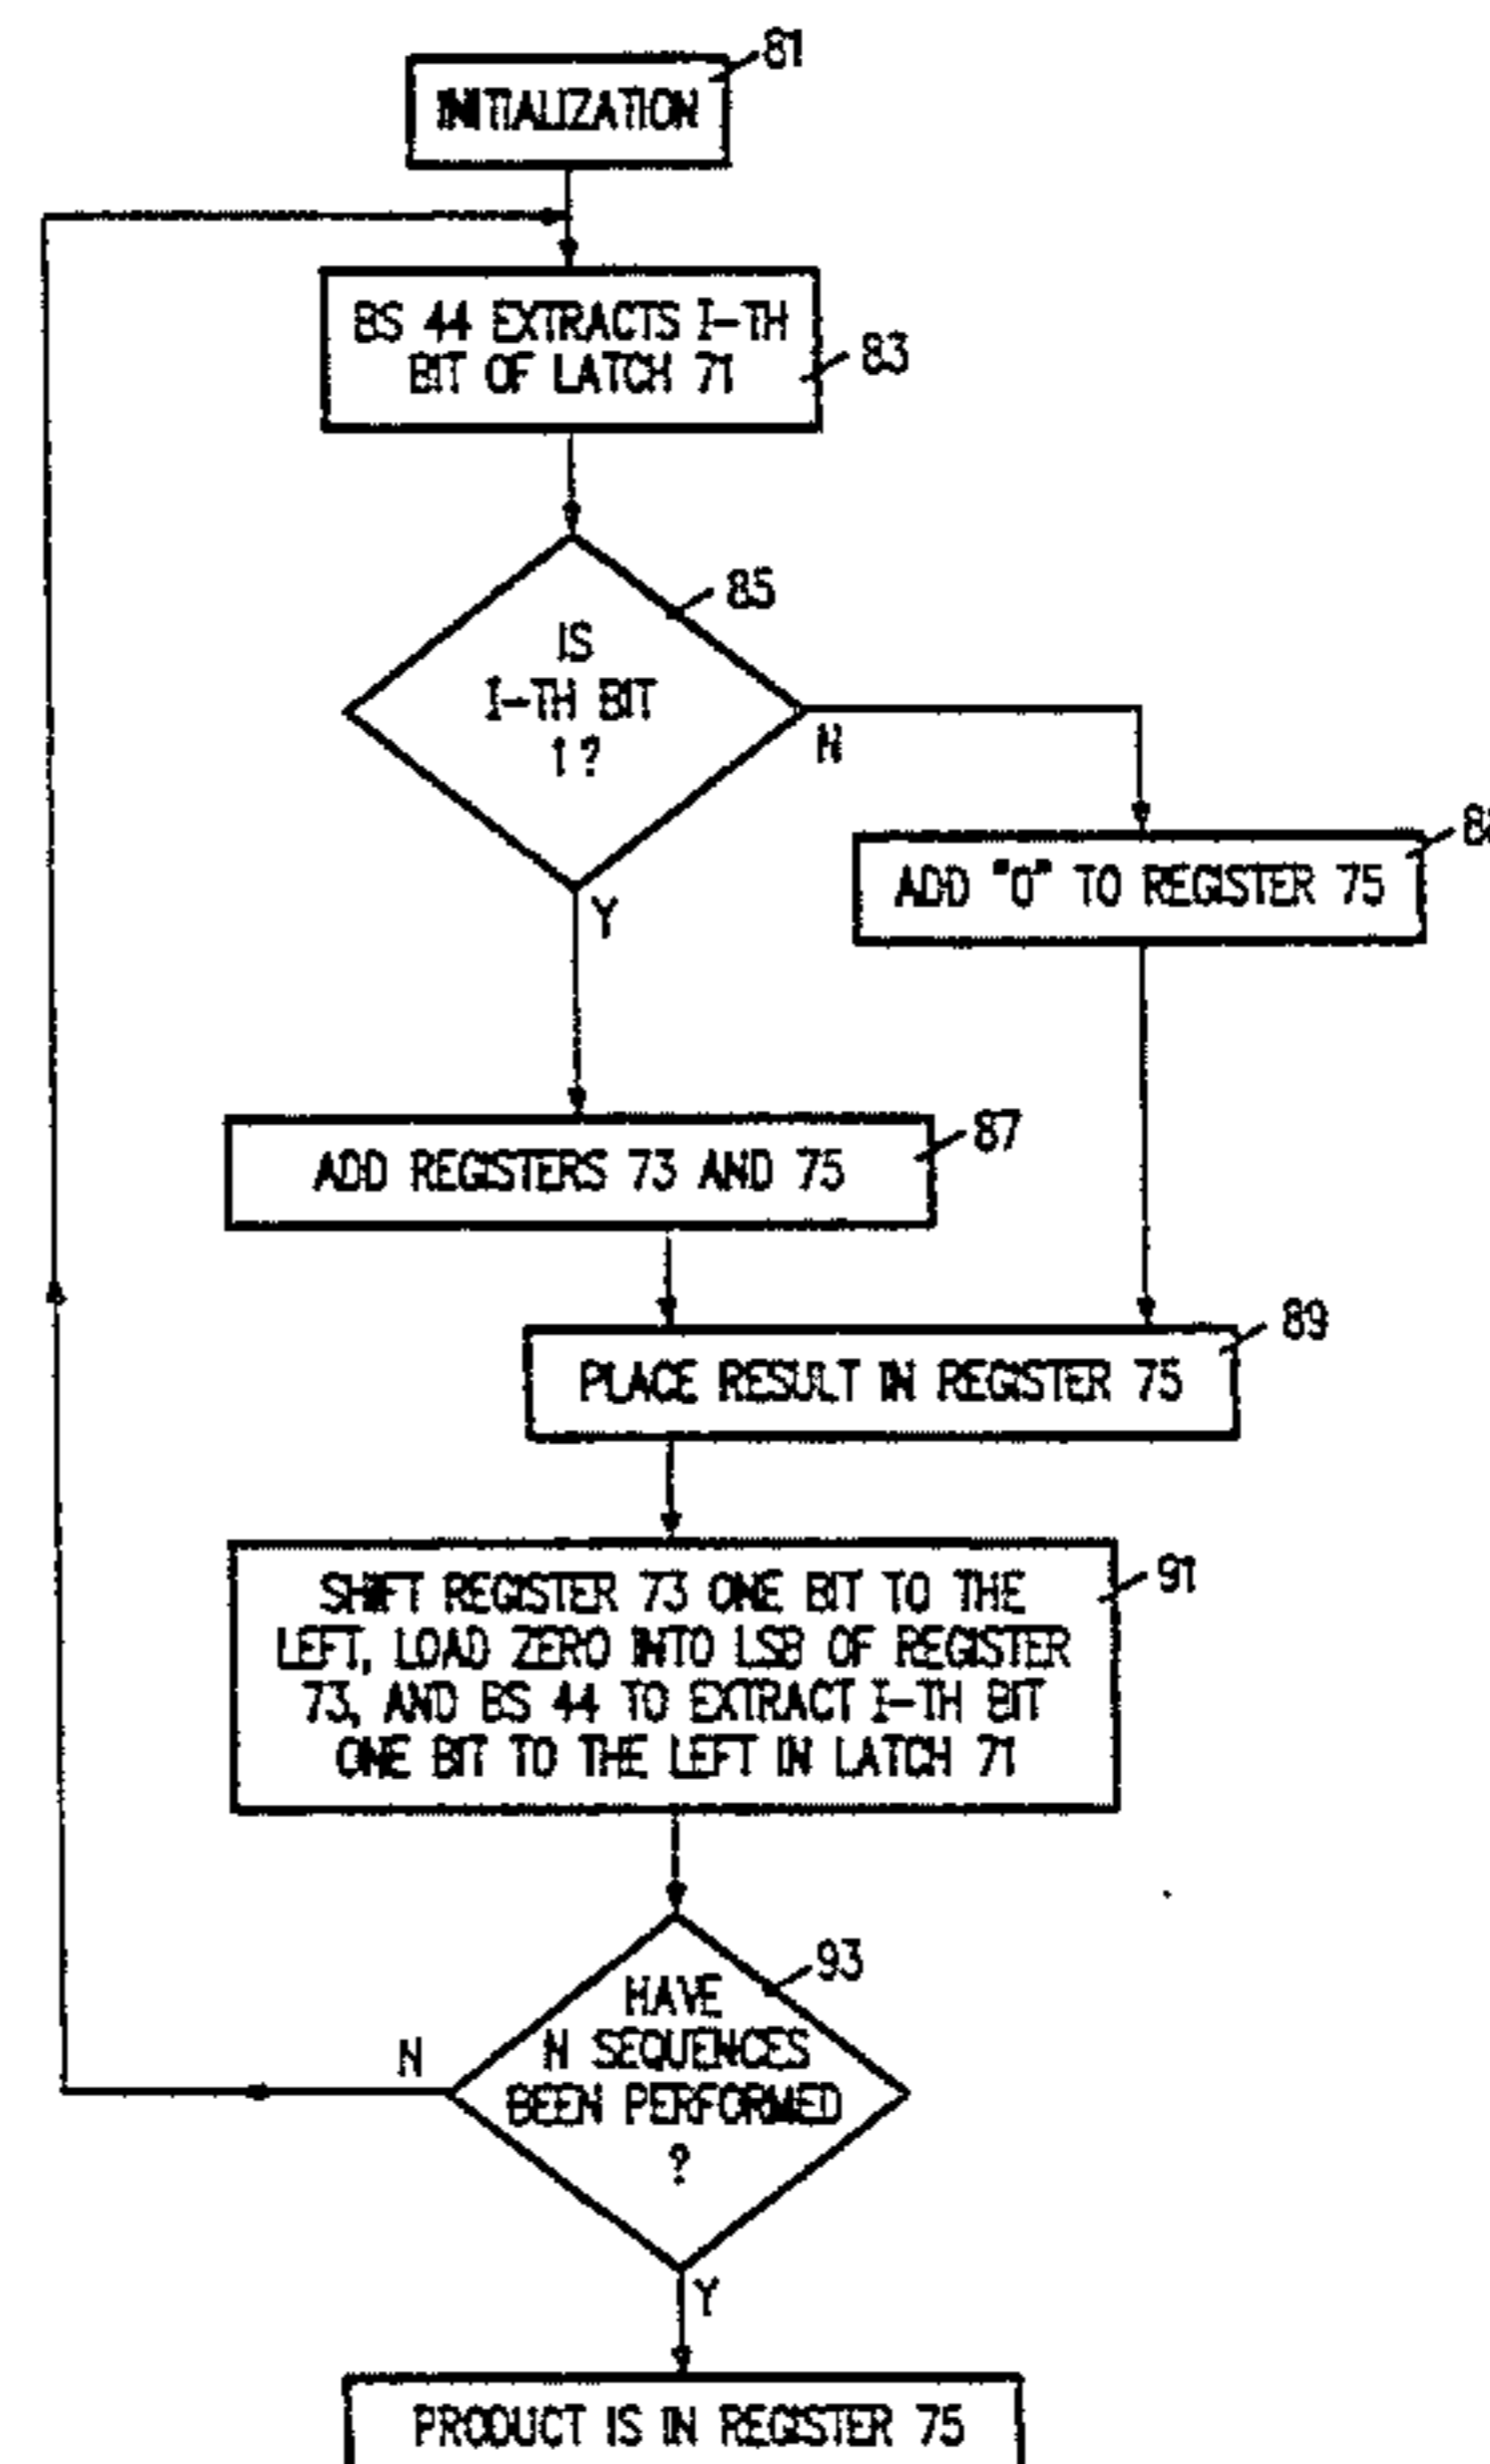 81
INITIALIZATION
BS 44 EXTRACTS I-TH
BIT OF LATCH 71
83
85
IS
I-TH BIT
1?
N
Y
ADD "0" TO REGISTER 75
87
ADD REGISTERS 73 AND 75
89
PLACE RESULT IN REGISTER 75
91
SHIFT REGISTER 73 ONE BIT TO THE
LEFT, LOAD ZERO INTO LSB OF REGISTER
73, AND BS 44 TO EXTRACT I-TH BIT
ONE BIT TO THE LEFT IN LATCH 71
93
HAVE
N SEQUENCES
BEEN PERFORMED
?
N
Y
PRODUCT IS IN REGISTER 75